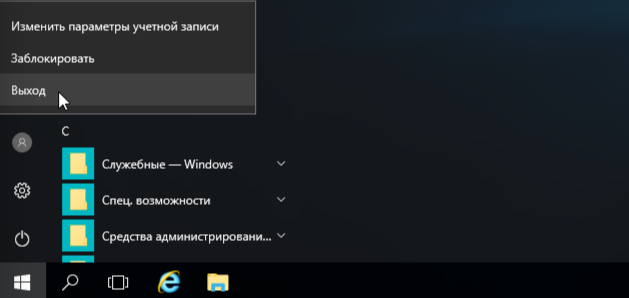 Изменить параметры учетной записи
Заблокировать
Выход
С
Служебные — Windows
Спец. возможности
Средства администрировани...